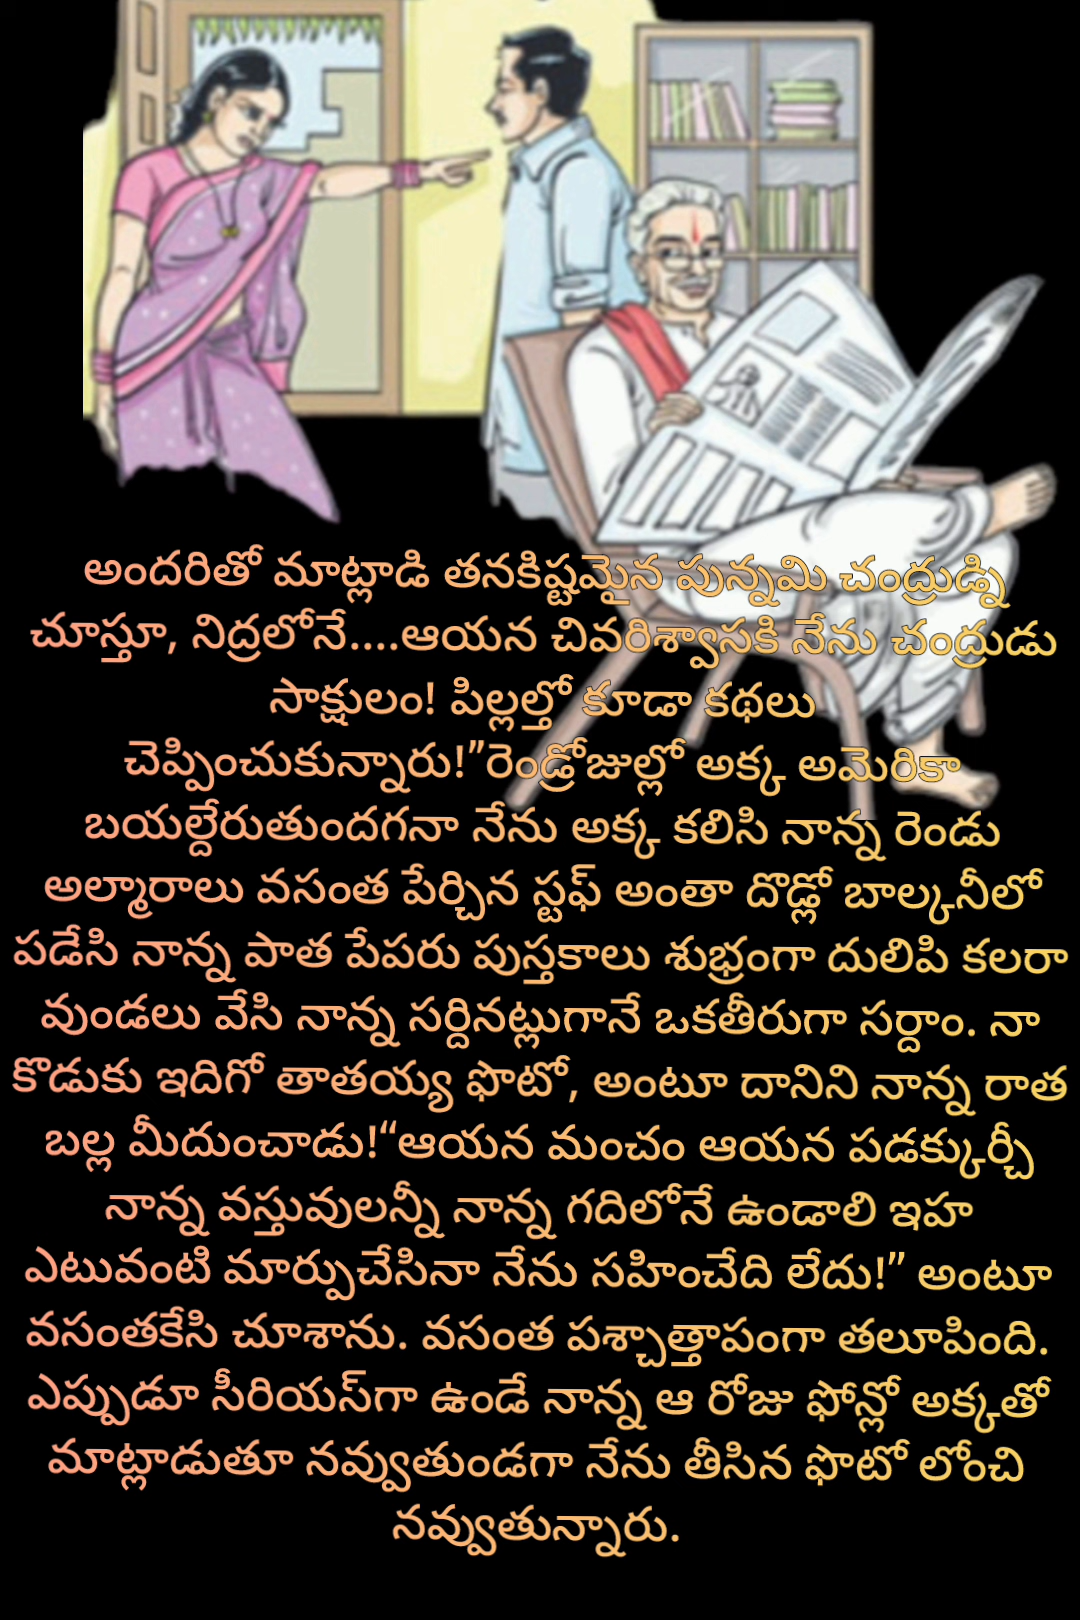 అందరితో మాట్లాడి తనకిష్టమైన పున్నమి చంద్రుడ్ని
చూస్తూ, నిద్రలోనే....ఆయన చివరిశ్వాసకి నేను చంద్రుడు
సాక్షులం! పిల్లల్తో కూడా కథలు
చెప్పించుకున్నారు!”రెండ్రోజుల్లో అక్క అమెరికా
బయల్దేరుతుందగనా నేను అక్క కలిసి నాన్న రెండు
అల్మారాలు వసంత పేర్చిన స్టఫ్ అంతా దొడ్లో బాల్కనీలో
పడేసి నాన్న పాత పేపరు పుస్తకాలు శుభ్రంగా దులిపి కలరా
వుండలు వేసి నాన్న సర్దినట్లుగానే ఒకతీరుగా సర్దాం. నా
కొడుకు ఇదిగో తాతయ్య ఫొటో, అంటూ దానిని నాన్న రాత
బల్ల మీదుంచాడు!“ఆయన మంచం ఆయన పడక్కుర్చీ
నాన్న వస్తువులన్నీ నాన్న గదిలోనే ఉండాలి ఇహ
ఎటువంటి మార్పుచేసినా నేను సహించేది లేదు!” అంటూ
వసంతకేసి చూశాను. వసంత పశ్చాత్తాపంగా తలూపింది.
ఎప్పుడూ సీరియస్‌గా ఉండే నాన్న ఆ రోజు ఫోన్లో అక్కతో
మాట్లాడుతూ నవ్వుతుండగా నేను తీసిన ఫొటో లోంచి
నవ్వుతున్నారు.